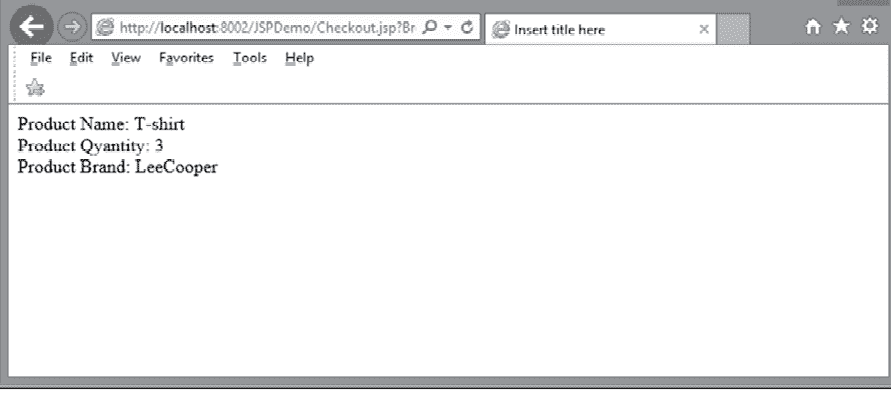 http://localhost:8002/JSPDemo/Checkout.jsp?Br
Insert title here
File Edit View Favorites Tools Help
Product Name: T-shirt
Product Qyantity: 3
Product Brand: LeeCooper